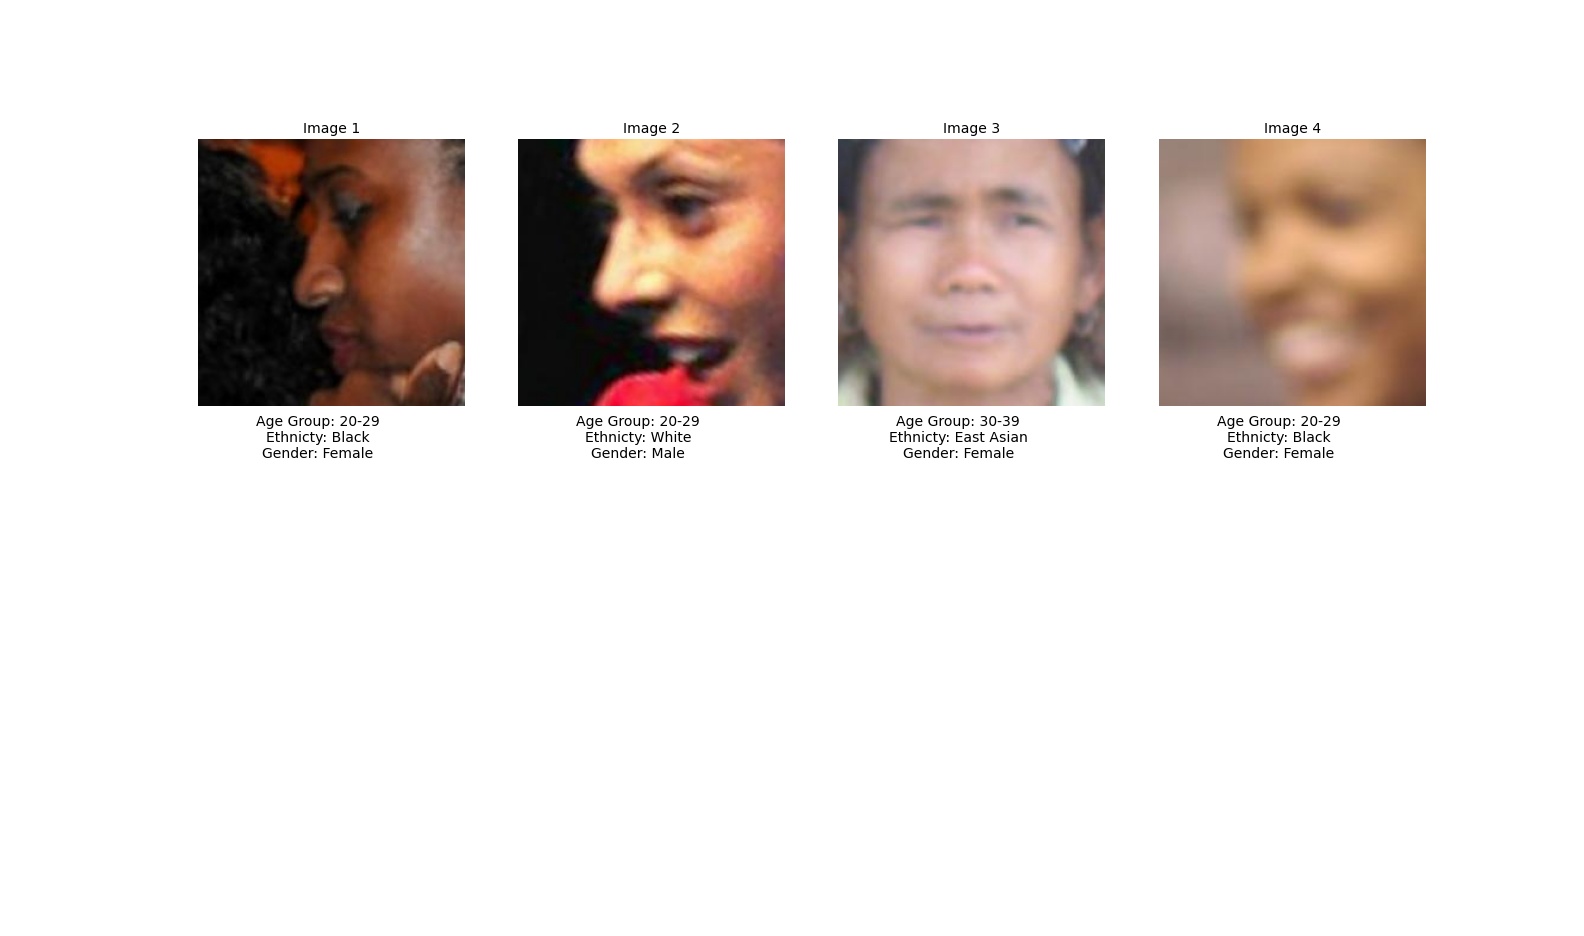 Image 1
Image 2
Image 3
Image 4
Age Group: 20-29
Ethnicty: Black
Gender: Female
Age Group: 20-29
Ethnicty: White
Gender: Male
Age Group: 30-39
Ethnicty: East Asian
Gender: Female
Age Group: 20-29
Ethnicty: Black
Gender: Female